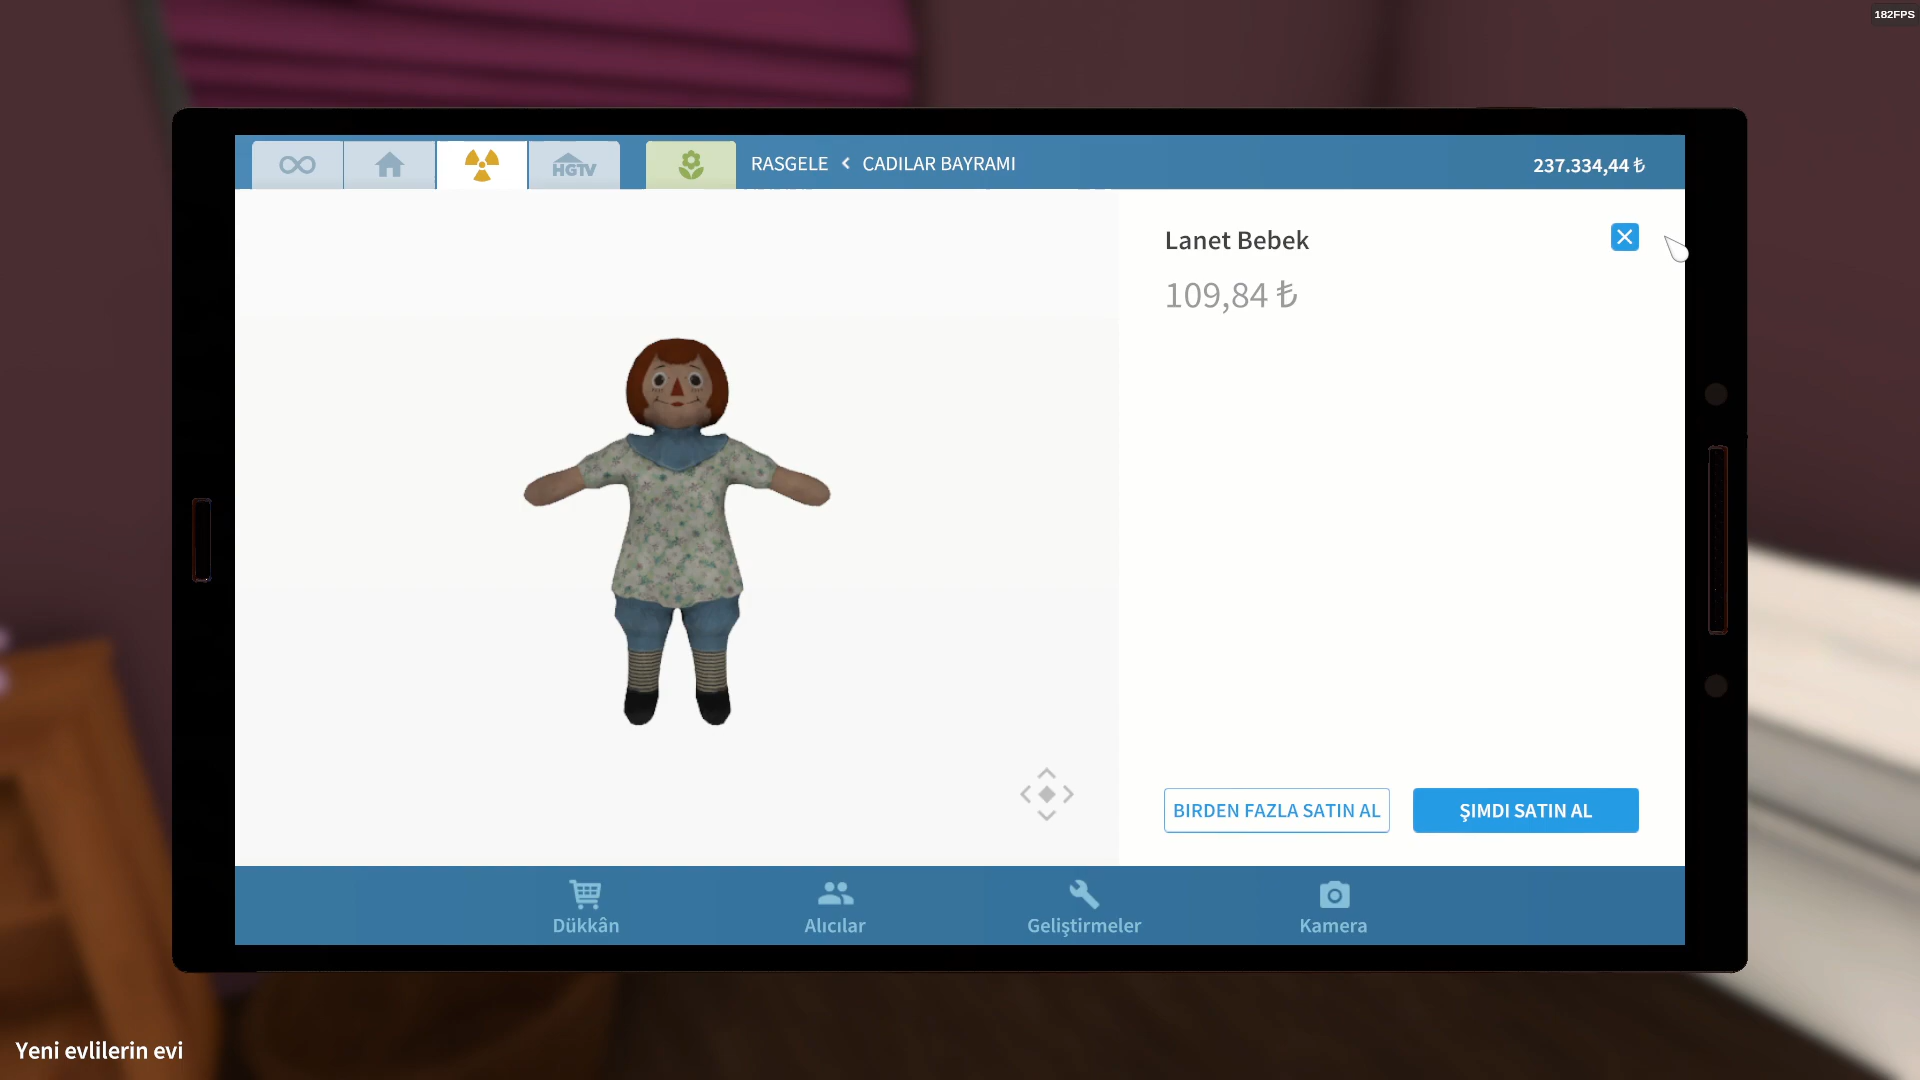 182FPS
HGTV
RASGELE < CADILAR BAYRAMI
237.334,44 ₺
Lanet Bebek
109,84 ₺
BIRDEN FAZLA SATIN AL
ŞIMDI SATIN AL
Dükkân
Alıcılar
Geliştirmeler
Kamera
Yeni evlilerin evi